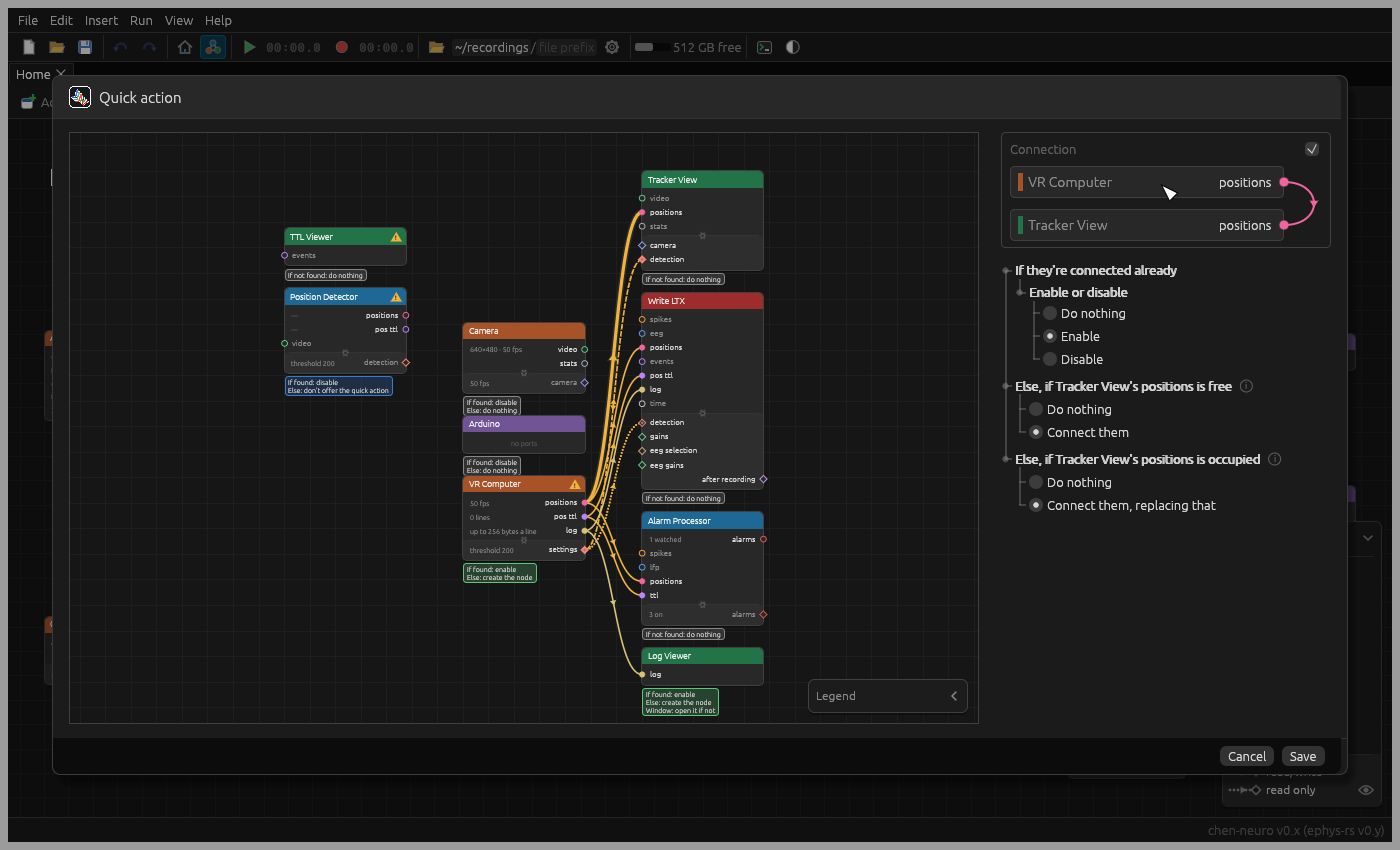 File Edit Insert Run View Help
00:00.0 00:00.0 ~/recordings/file prefix 512 GB free
Home
Quick action
Tracker View
video
positions
stats
camera
detection
If not found: do nothing
TTL Viewer
events
If not found: do nothing
Position Detector
positions
pos ttl
video
threshold 200 detection
If found: disable
Else: don't offer the quick action
Camera
640×480 · 50 fps video
stats
50 fps camera
If found: disable
Else: do nothing
Arduino
no ports
If found: disable
Else: do nothing
VR Computer
50 fps positions
0 lines pos ttl
up to 256 bytes a line log
threshold 200 settings
If found: enable
Else: create the node
Write LTX
spikes
eeg
positions
events
pos ttl
log
time
detection
gains
eeg selection
eeg gains
after recording
If not found: do nothing
Alarm Processor
1 watched alarms
spikes
lfp
positions
ttl
3 on alarms
If not found: do nothing
Log Viewer
log
If found: enable
Else: create the node
Window: open it if not
Legend
Connection
VR Computer positions
Tracker View positions
If they're connected already
Enable or disable
Do nothing
Enable
Disable
Else, if Tracker View's positions is free
Do nothing
Connect them
Else, if Tracker View's positions is occupied
Do nothing
Connect them, replacing that
Cancel Save
read only
chen-neuro v0.x (ephys-rs v0.y)